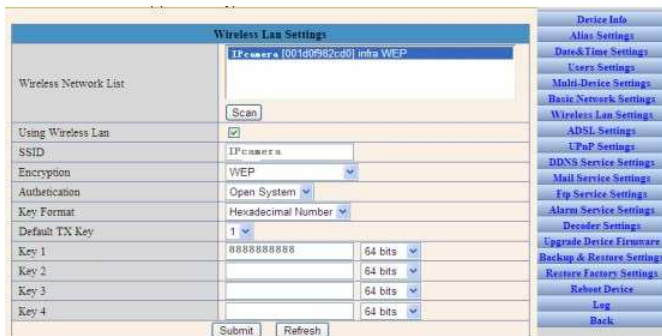 Wireless Lan Settings
Wireless Network List
IPcamera [001d0f982cd0] infra WEP
Scan
Using Wireless Lan
SSID IPcamera
Encryption WEP
Authetication Open System
Key Format Hexadecimal Number
Default TX Key 1
Key 1 8888888888 64 bits
Key 2 64 bits
Key 3 64 bits
Key 4 64 bits
Submit Refresh
Device Info
Alias Settings
Date&Time Settings
Users Settings
Multi-Device Settings
Basic Network Settings
Wireless Lan Settings
ADSL Settings
UPnP Settings
DDNS Service Settings
Mail Service Settings
Ftp Service Settings
Alarm Service Settings
Decoder Settings
Upgrade Device Firmware
Backup & Restore Settings
Restore Factory Settings
Reboot Device
Log
Back